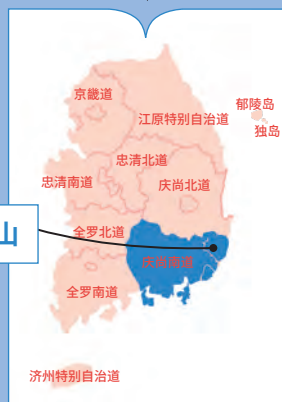 京畿道
江原特别自治道
郁陵岛
独岛
忠清北道
忠清南道
庆尚北道
山
全罗北道
庆尚南道
全罗南道
济州特别自治道